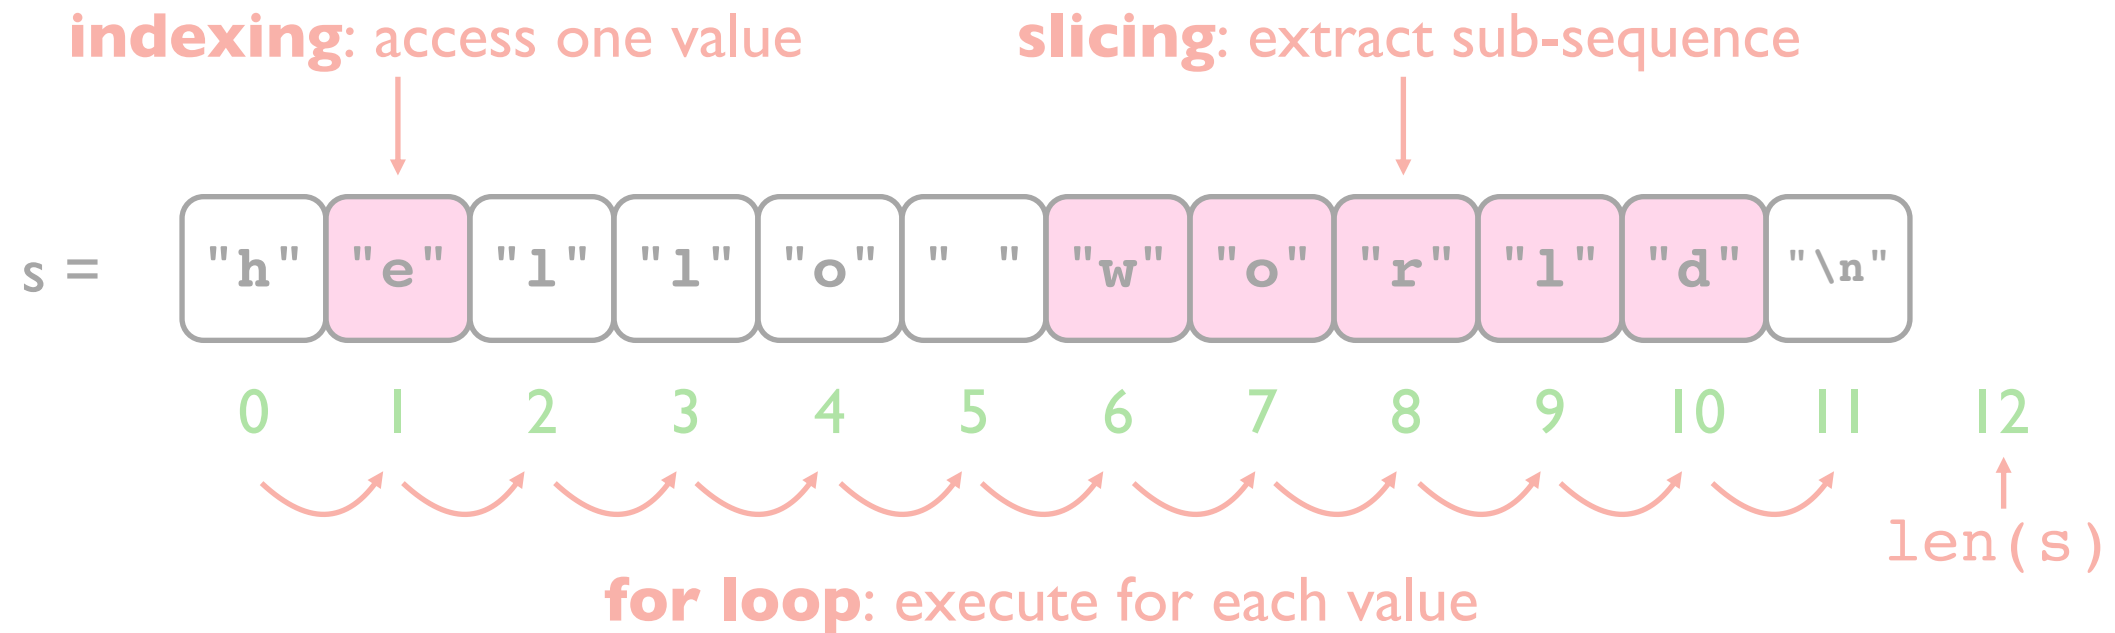 indexing: access one value slicing: extract sub-sequence
s = "h" "e" "l" "l" "o" " " "w" "o" "r" "l" "d" "\n"
0 1 2 3 4 5 6 7 8 9 10 11 12
len(s)
for loop: execute for each value